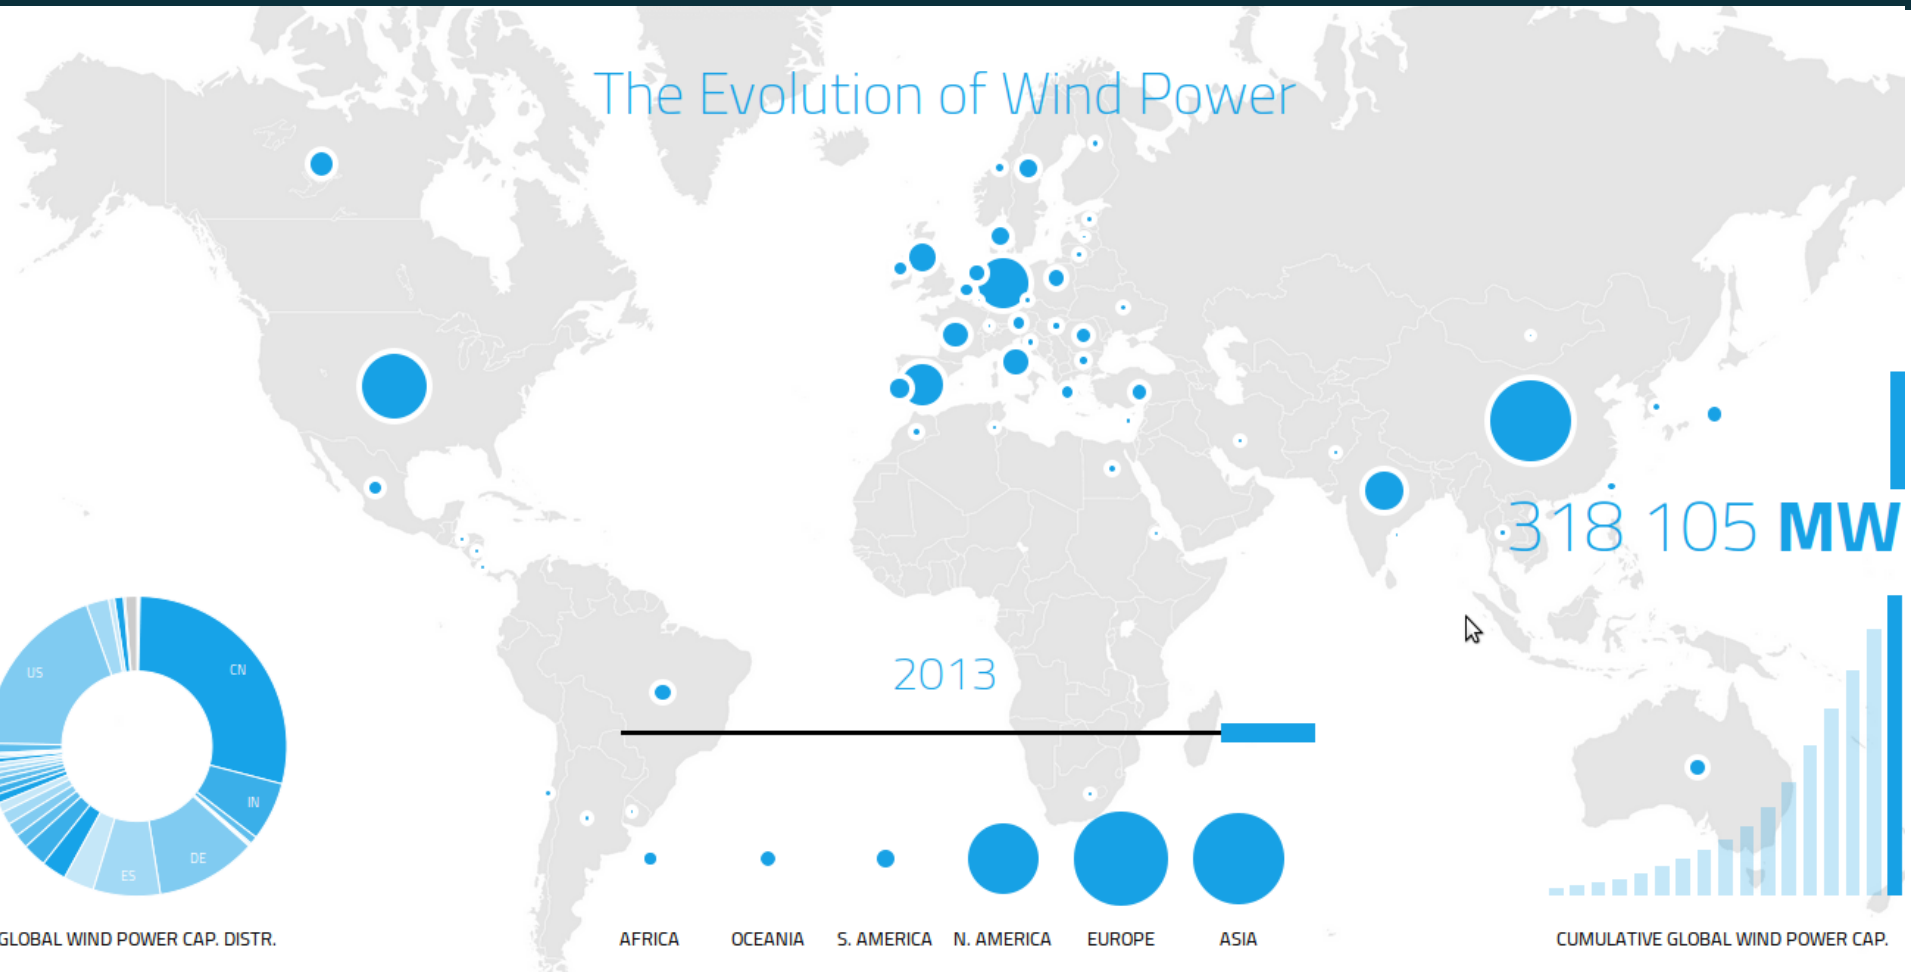 The Evolution of Wind Power
318 105 MW
US
CN
IN
DE
ES
2013
GLOBAL WIND POWER CAP. DISTR.
AFRICA OCEANIA S. AMERICA N. AMERICA EUROPE ASIA
CUMULATIVE GLOBAL WIND POWER CAP.